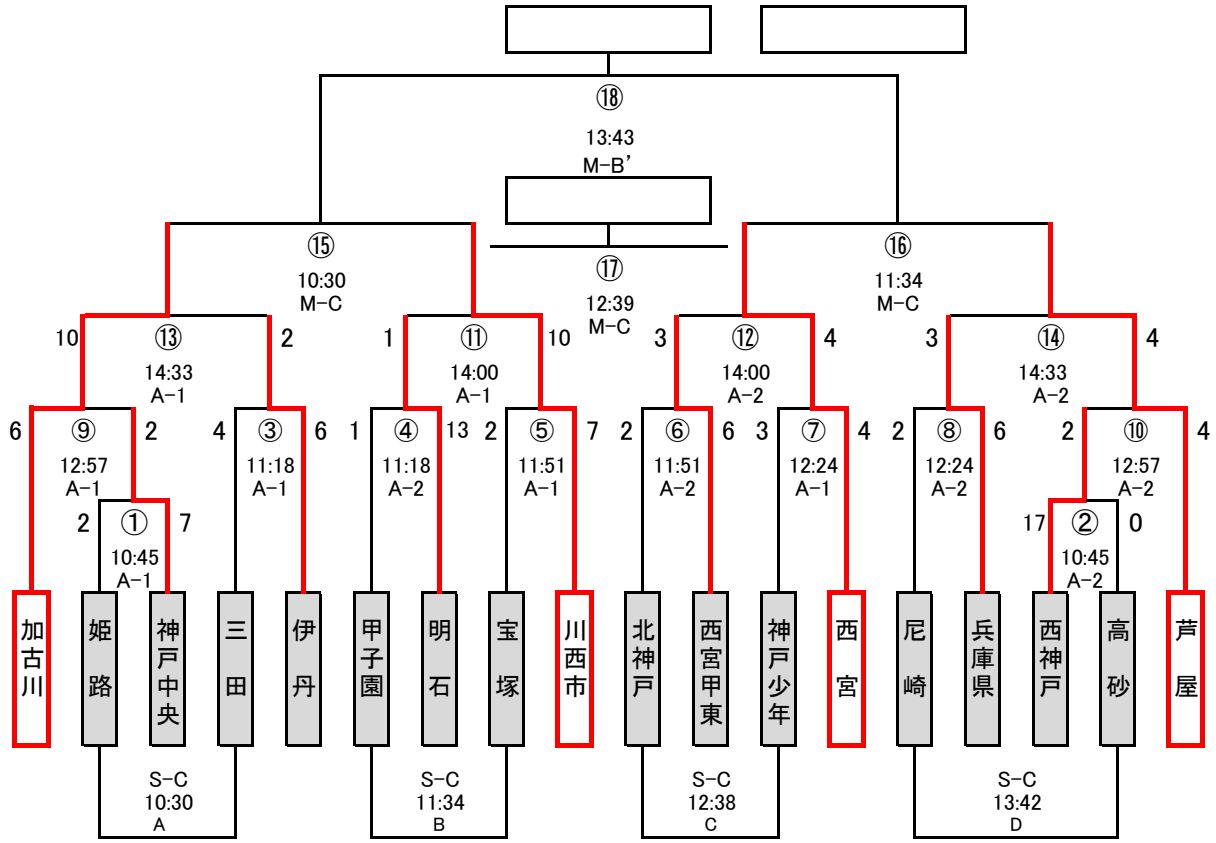 ⑱
13:43
M-B’
⑮
10:30
M-C
⑰
12:39
M-C
⑯
11:34
M-C
10 ⑬ 2
14:33
A-1
1 ⑪ 10
14:00
A-1
3 ⑫ 4
14:00
A-2
3 ⑭ 4
14:33
A-2
6 ⑨ 2
12:57
A-1
4 ③ 6
11:18
A-1
1 ④ 13
11:18
A-2
2 ⑤ 7
11:51
A-1
2 ⑥ 6
11:51
A-2
3 ⑦ 4
12:24
A-1
2 ⑧ 6
12:24
A-2
2 ⑩ 4
12:57
A-2
2 ① 7
10:45
A-1
17 ② 0
10:45
A-2
加古川
姫路
神戸中央
三田
伊丹
甲子園
明石
宝塚
川西市
北神戸
西宮甲東
神戸少年
西宮
尼崎
兵庫県
西神戸
高砂
芦屋
S-C
10:30
A
S-C
11:34
B
S-C
12:38
C
S-C
13:42
D